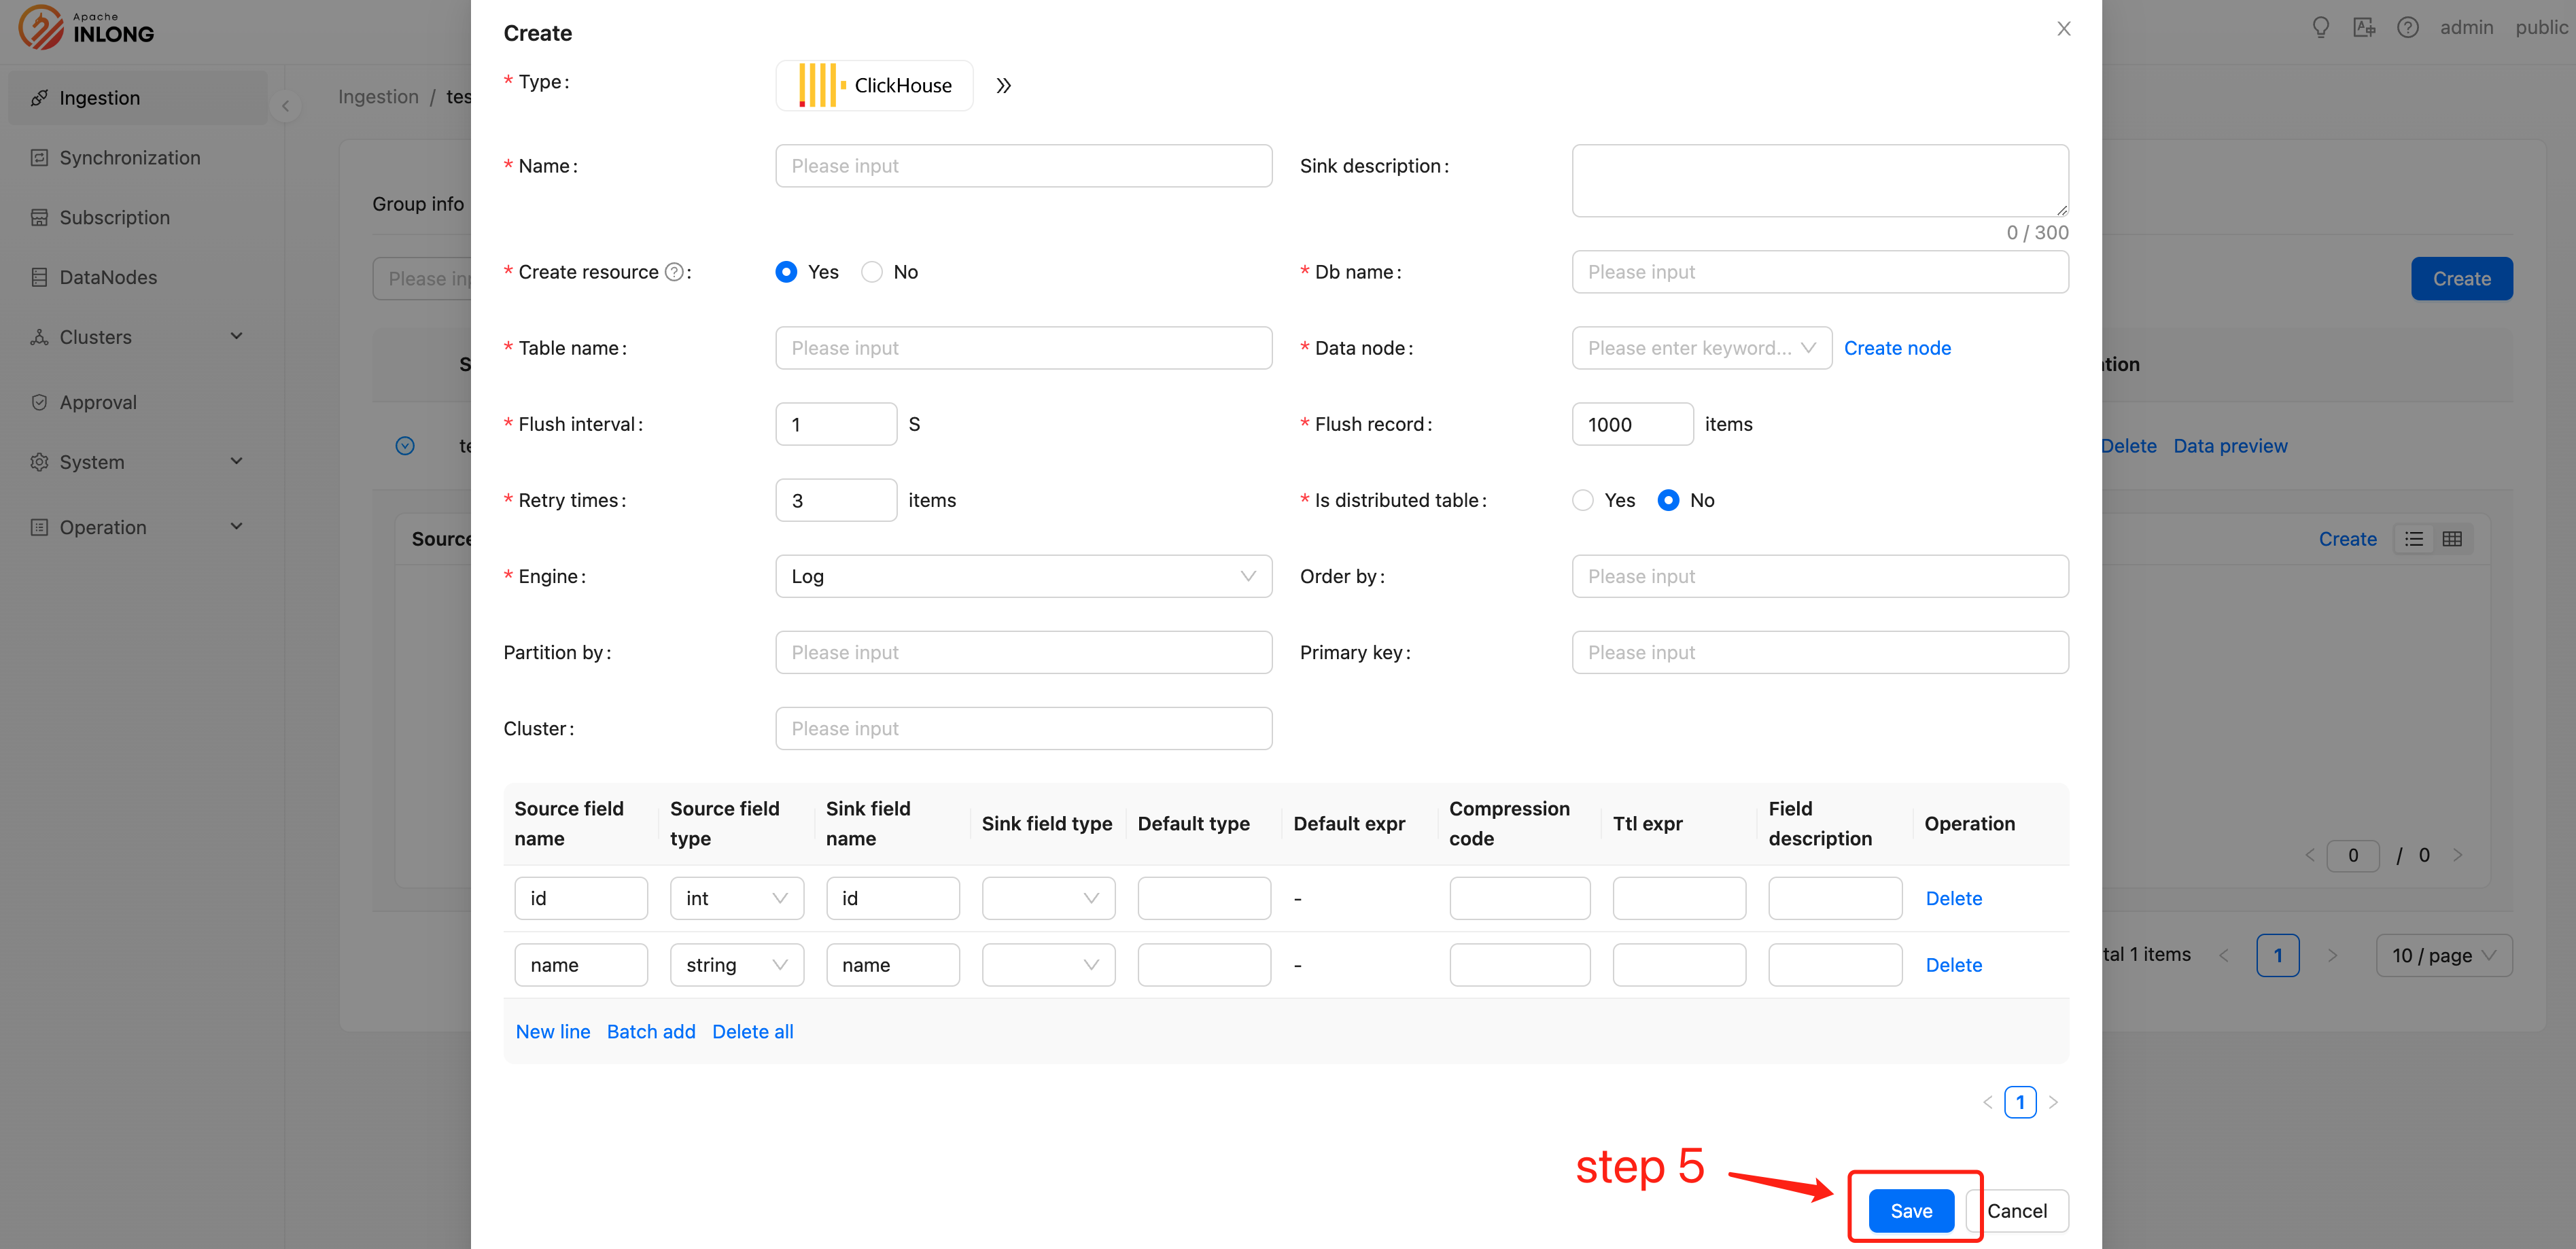 Apache
INLONG
admin
public
Ingestion
Synchronization
Subscription
DataNodes
Clusters
Approval
System
Operation
Ingestion / tes
Group info
Please inp
Create
S
ation
te
Delete Data preview
Source
Create
0 / 0
tal 1 items
1
10 / page
Create
* Type:
ClickHouse
* Name:
Please input
Sink description:
0 / 300
* Create resource ?:
Yes No
* Db name:
Please input
* Table name:
Please input
* Data node:
Please enter keyword...
Create node
* Flush interval:
1 S
* Flush record:
1000 items
* Retry times:
3 items
* Is distributed table:
Yes No
* Engine:
Log
Order by:
Please input
Partition by:
Please input
Primary key:
Please input
Cluster:
Please input
Source field name Source field type Sink field name Sink field type Default type Default expr Compression code Ttl expr Field description Operation
id int id - Delete
name string name - Delete
New line Batch add Delete all
1
step 5
Save Cancel